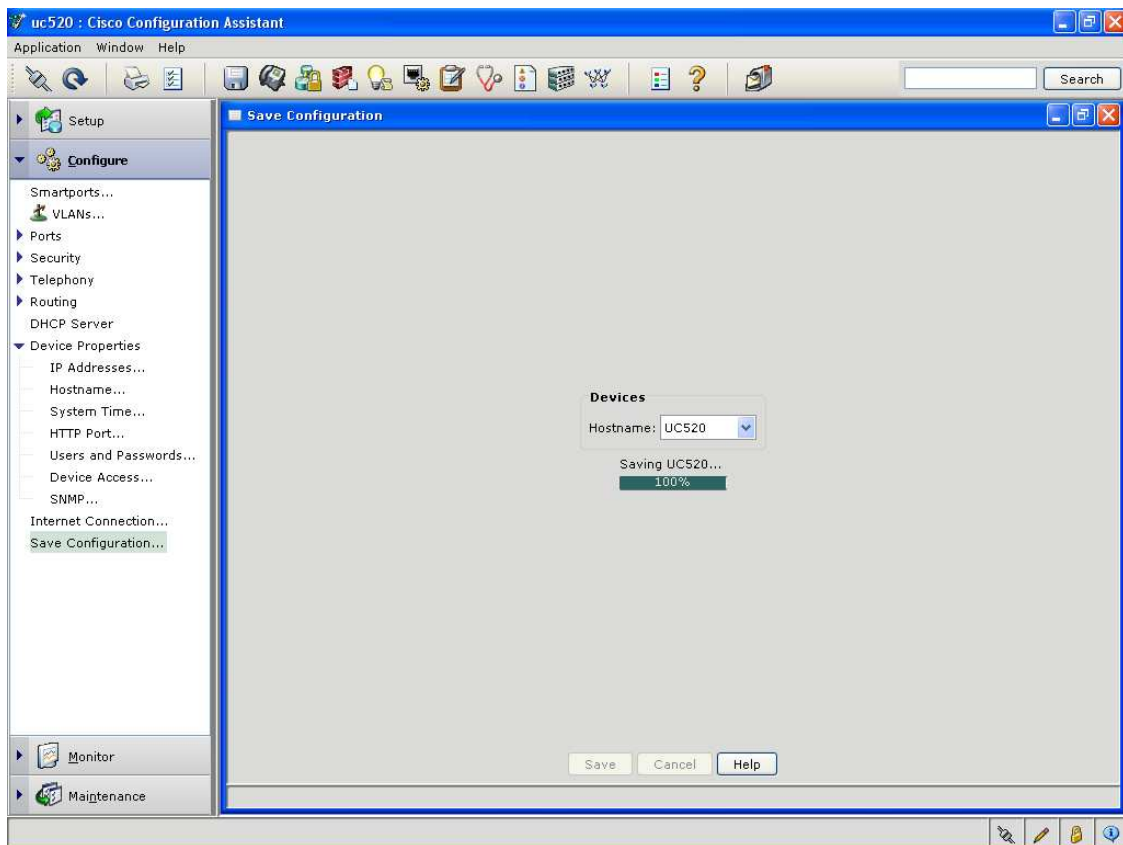 uc520 : Cisco Configuration Assistant
Application Window Help
Search
Setup
Configure
Smartports...
VLANs...
Ports
Security
Telephony
Routing
DHCP Server
Device Properties
IP Addresses...
Hostname...
System Time...
HTTP Port...
Users and Passwords...
Device Access...
SNMP...
Internet Connection...
Save Configuration...
Monitor
Maintenance
Save Configuration
Devices
Hostname: UC520
Saving UC520...
100%
Save Cancel Help